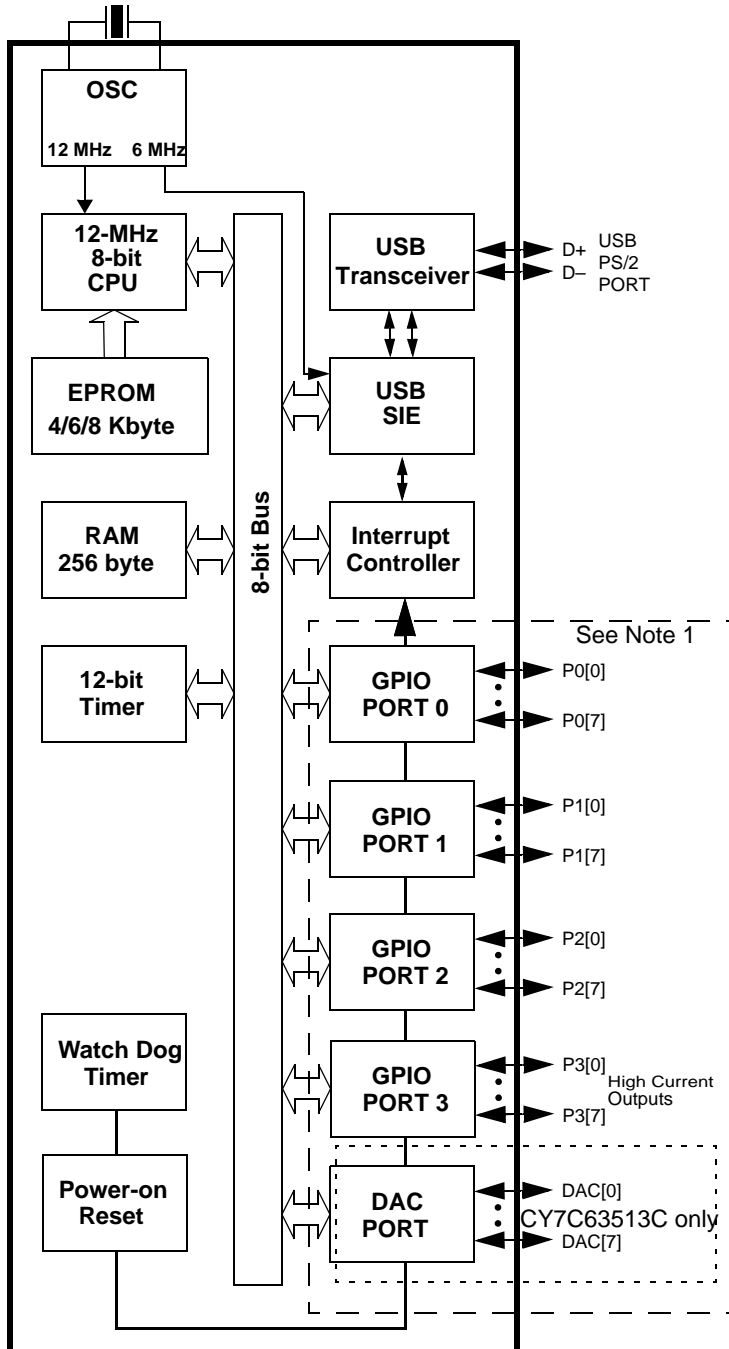 OSC
12 MHz 6 MHz
12-MHz
8-bit
CPU
USB
Transceiver
D+
D–
USB
PS/2
PORT
EPROM
4/6/8 Kbyte
USB
SIE
8-bit Bus
RAM
256 byte
Interrupt
Controller
See Note 1
12-bit
Timer
GPIO
PORT 0
P0[0]
P0[7]
GPIO
PORT 1
P1[0]
P1[7]
GPIO
PORT 2
P2[0]
P2[7]
Watch Dog
Timer
GPIO
PORT 3
P3[0]
P3[7]
High Current
Outputs
Power-on
Reset
DAC
PORT
DAC[0]
CY7C63513C only
DAC[7]